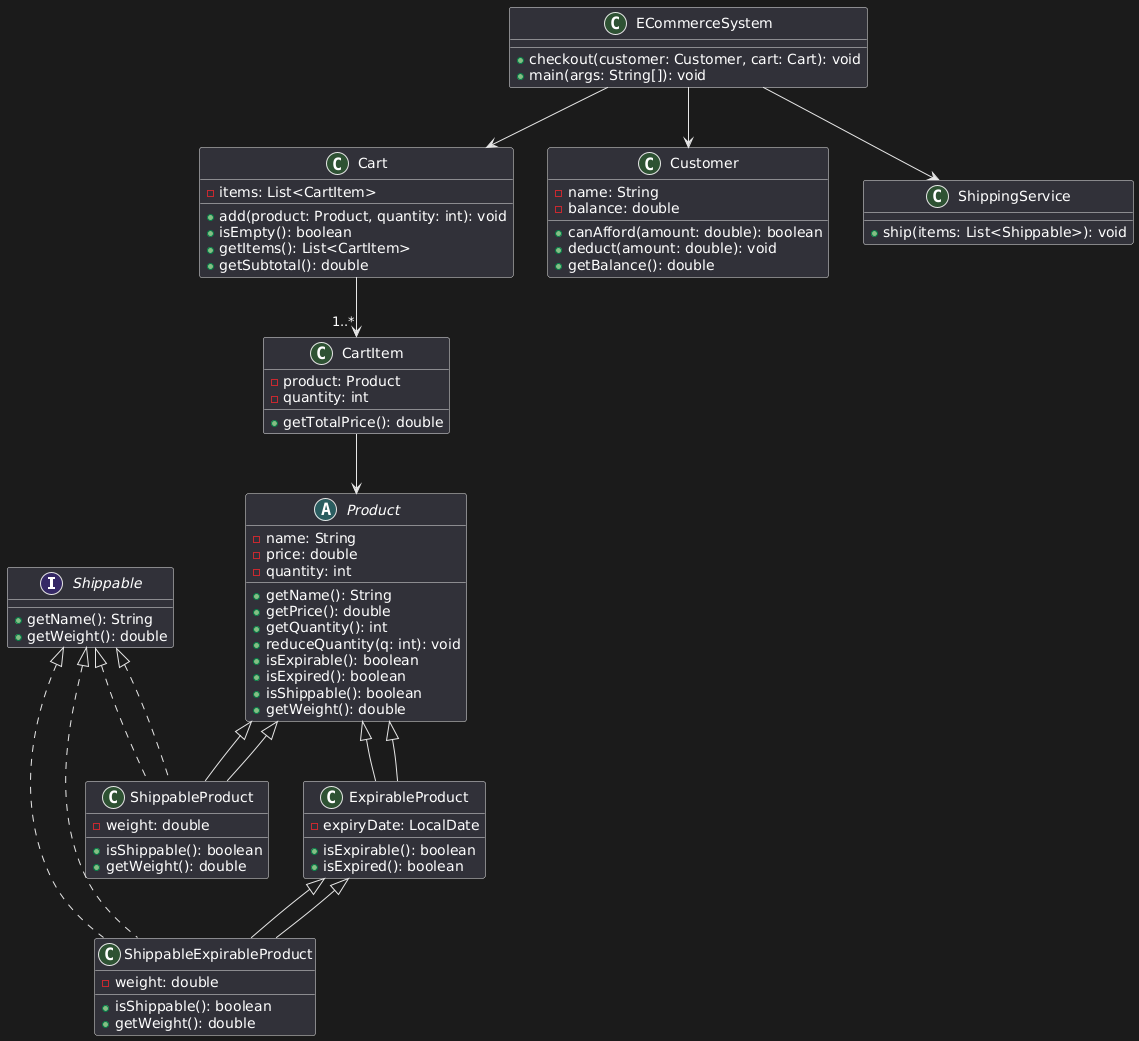 C ECommerceSystem
checkout(customer: Customer, cart: Cart): void
main(args: String[]): void
C Cart
items: List<CartItem>
add(product: Product, quantity: int): void
isEmpty(): boolean
getItems(): List<CartItem>
getSubtotal(): double
C Customer
name: String
balance: double
canAfford(amount: double): boolean
deduct(amount: double): void
getBalance(): double
C ShippingService
ship(items: List<Shippable>): void
1..*
C CartItem
product: Product
quantity: int
getTotalPrice(): double
A Product
name: String
price: double
quantity: int
getName(): String
getPrice(): double
getQuantity(): int
reduceQuantity(q: int): void
isExpirable(): boolean
isExpired(): boolean
isShippable(): boolean
getWeight(): double
I Shippable
getName(): String
getWeight(): double
C ShippableProduct
weight: double
isShippable(): boolean
getWeight(): double
C ExpirableProduct
expiryDate: LocalDate
isExpirable(): boolean
isExpired(): boolean
C ShippableExpirableProduct
weight: double
isShippable(): boolean
getWeight(): double